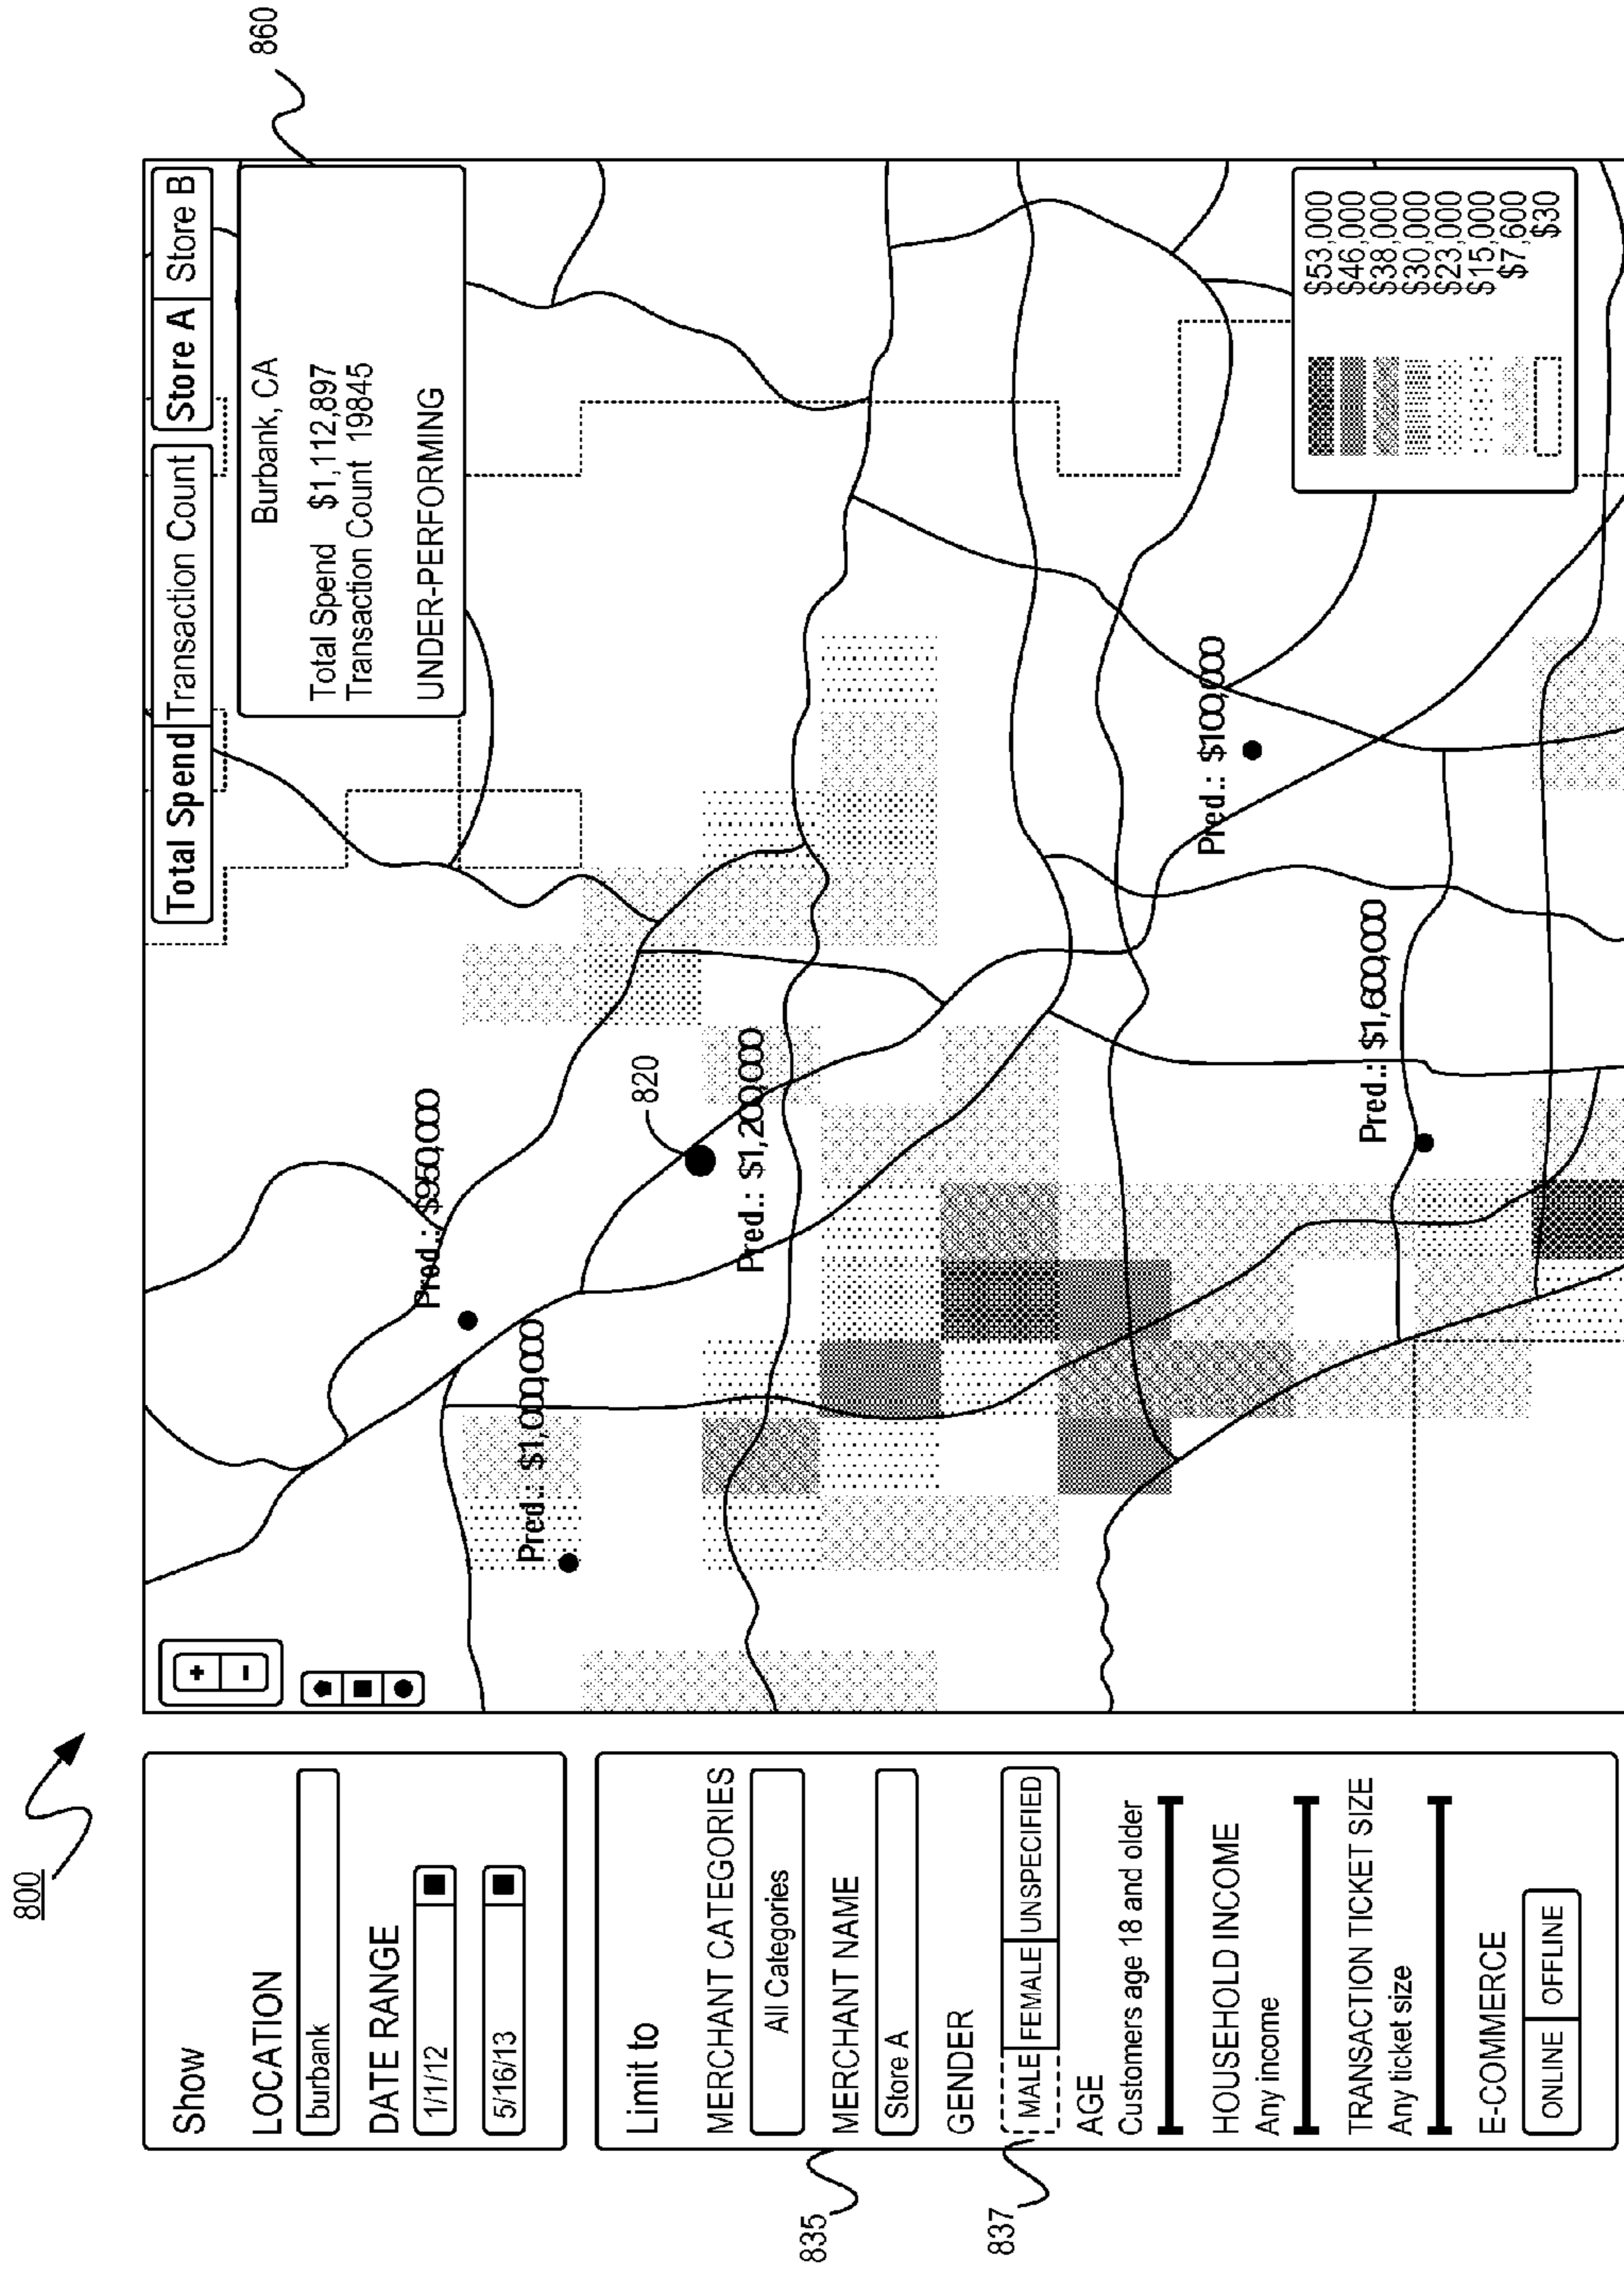 800
Show
LOCATION
burbank
DATE RANGE
1/1/12
5/16/13
Limit to
MERCHANT CATEGORIES
All Categories
MERCHANT NAME
Store A
GENDER
MALE FEMALE UNSPECIFIED
AGE
Customers age 18 and older
HOUSEHOLD INCOME
Any income
TRANSACTION TICKET SIZE
Any ticket size
E-COMMERCE
ONLINE OFFLINE
835
837
+
-
Total Spend Transaction Count Store A Store B
860
Burbank, CA
Total Spend $1,112,897
Transaction Count 19845
UNDER-PERFORMING
Pred.: $950,000
Pred.: $1,000,000
820
Pred.: $1,200,000
Pred.: $100,000
Pred.: $1,600,000
$53,000
$46,000
$38,000
$30,000
$23,000
$15,000
$7,600
$30